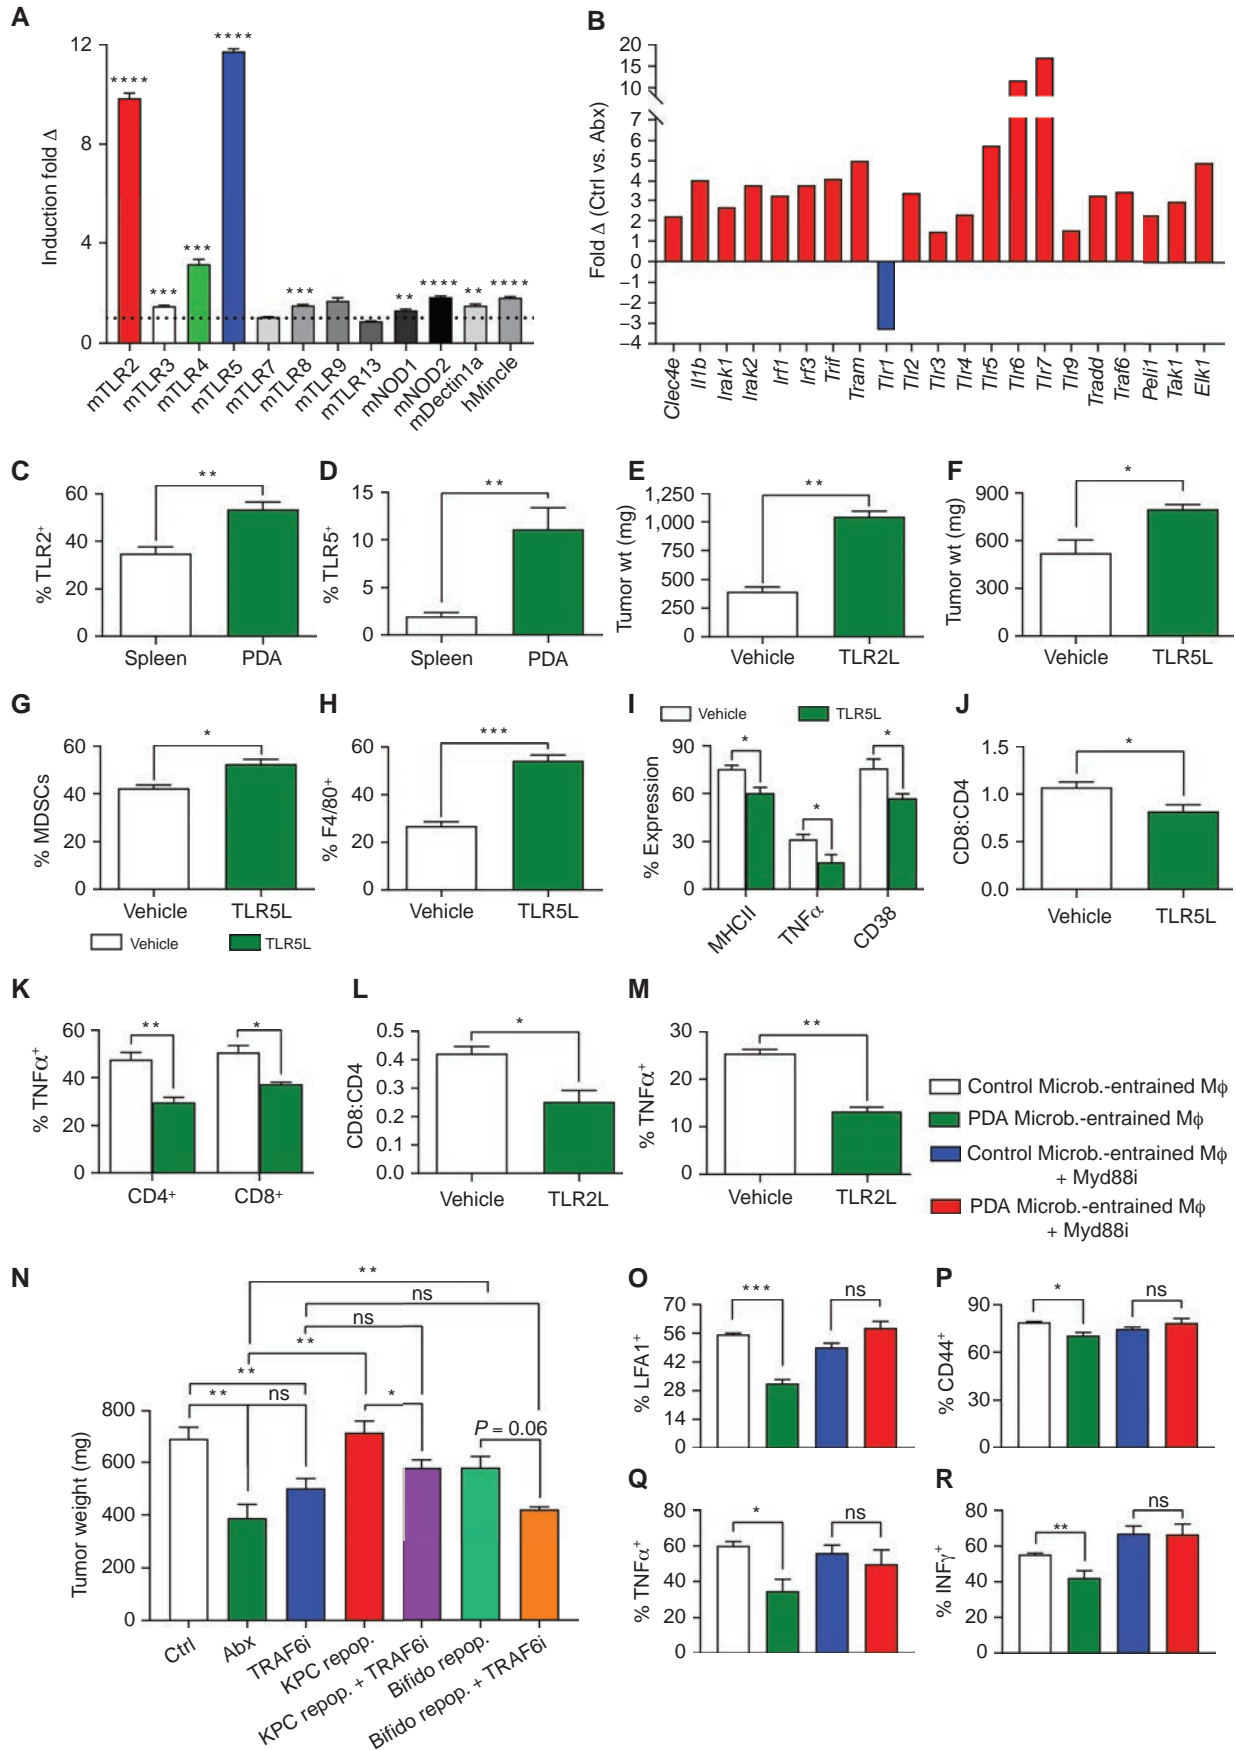 A
Induction fold Δ
12
8
4
0
****
***
***
****
***
**
****
**
****
mTLR2
mTLR3
mTLR4
mTLR5
mTLR7
mTLR8
mTLR9
mTLR13
mNOD1
mNOD2
mDectin1a
hMincle
B
Fold Δ (Ctrl vs. Abx)
20
15
10
7
6
5
4
3
2
1
0
−1
−2
−3
−4
Clec4e
Il1b
Irak1
Irak2
Irf1
Irf3
Trif
Tram
Tlr1
Tlr2
Tlr3
Tlr4
Tlr5
Tlr6
Tlr7
Tlr9
Tradd
Traf6
Peli1
Tak1
Elk1
C
% TLR2+
60
40
20
0
**
Spleen PDA
D
% TLR5+
15
10
5
0
**
Spleen PDA
E
Tumor wt (mg)
1,250
1,000
750
500
250
0
**
Vehicle TLR2L
F
Tumor wt (mg)
900
600
300
0
*
Vehicle TLR5L
G
% MDSCs
60
40
20
0
*
Vehicle TLR5L
H
% F4/80+
60
40
20
0
***
Vehicle TLR5L
I
Vehicle TLR5L
% Expression
90
60
30
0
* * *
MHCII
TNFα
CD38
J
CD8:CD4
1.5
1.0
0.5
0.0
*
Vehicle TLR5L
Vehicle TLR5L
K
% TNFα+
60
40
20
0
** *
CD4+ CD8+
L
CD8:CD4
0.5
0.4
0.3
0.2
0.1
0.0
*
Vehicle TLR2L
M
% TNFα+
30
20
10
0
**
Vehicle TLR2L
Control Microb.-entrained Mϕ
PDA Microb.-entrained Mϕ
Control Microb.-entrained Mϕ
+ Myd88i
PDA Microb.-entrained Mϕ
+ Myd88i
N
Tumor weight (mg)
800
600
400
200
0
**
ns
ns
**
**
** ns
*
P = 0.06
Ctrl
Abx
TRAF6i
KPC repop.
KPC repop. + TRAF6i
Bifido repop.
Bifido repop. + TRAF6i
O
% LFA1+
70
56
42
28
14
0
*** ns
P
% CD44+
90
60
30
0
* ns
Q
% TNFα+
80
60
40
20
0
* ns
R
% INFγ+
80
60
40
20
0
** ns